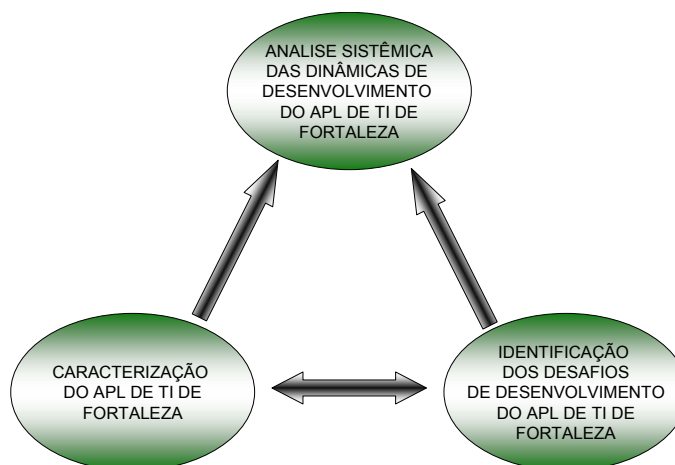 ANALISE SISTÊMICA
DAS DINÂMICAS DE
DESENVOLVIMENTO
DO APL DE TI DE
FORTALEZA
CARACTERIZAÇÃO
DO APL DE TI DE
FORTALEZA
IDENTIFICAÇÃO
DOS DESAFIOS
DE DESENVOLVIMENTO
DO APL DE TI DE
FORTALEZA